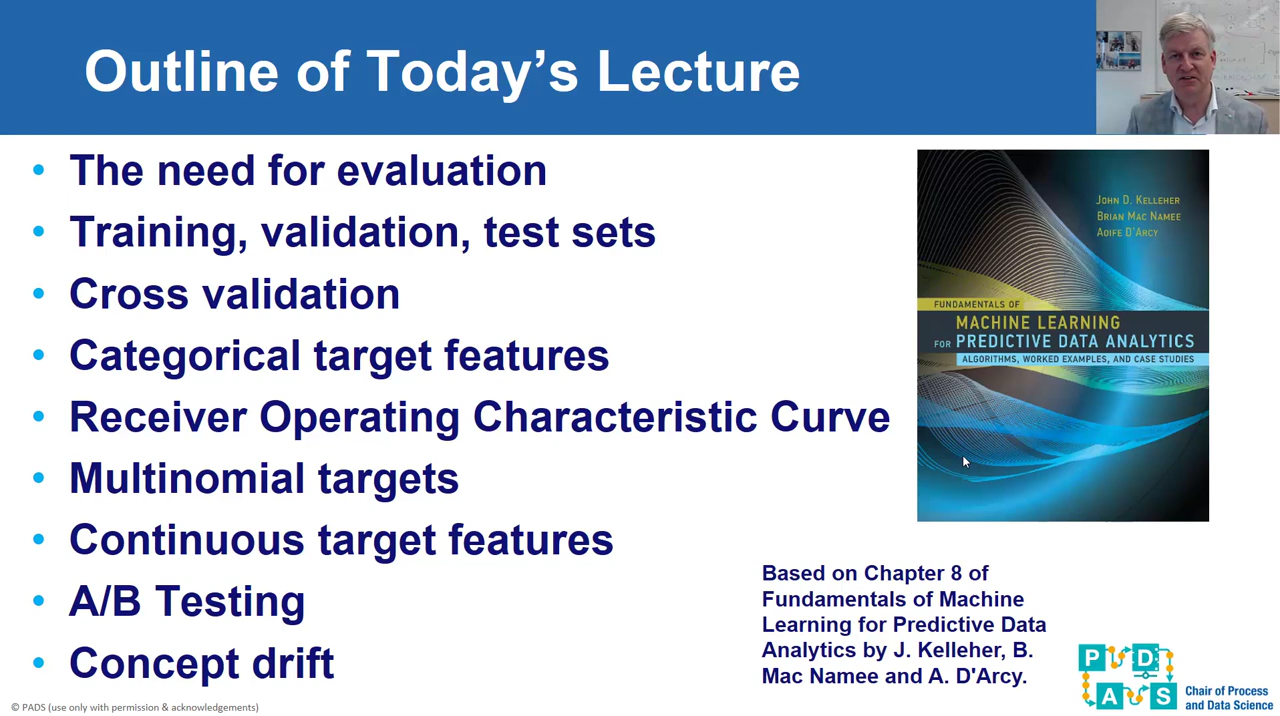 Outline of Today's Lecture
• The need for evaluation
• Training, validation, test sets
• Cross validation
• Categorical target features
• Receiver Operating Characteristic Curve
• Multinomial targets
• Continuous target features
• A/B Testing
• Concept drift
JOHN D. KELLEHER
BRIAN MAC NAMEE
AOIFE D'ARCY
FUNDAMENTALS OF
MACHINE LEARNING
FOR PREDICTIVE DATA ANALYTICS
ALGORITHMS, WORKED EXAMPLES, AND CASE STUDIES
Based on Chapter 8 of
Fundamentals of Machine
Learning for Predictive Data
Analytics by J. Kelleher, B.
Mac Namee and A. D'Arcy.
P D
A S
Chair of Process
and Data Science
© PADS (use only with permission & acknowledgements)